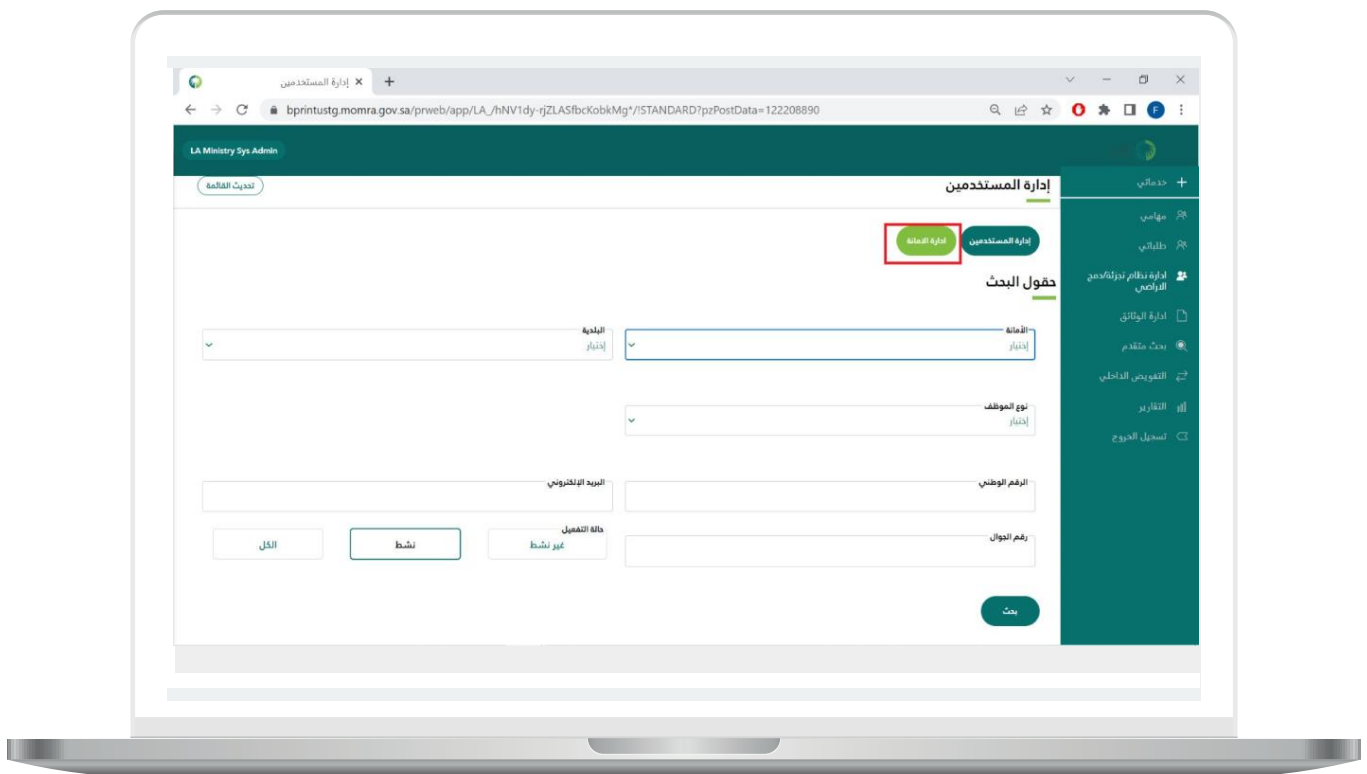 إدارة المستخدمين
bprintustg.momra.gov.sa/prweb/app/LA_/hNV1dy-rjZLASfbcKobkMg*/!STANDARD?pzPostData=122208890
F
LA Ministry Sys Admin
خدماتي
مهامي
طلباتي
ادارة نظام تجزئة/دمج
الاراضي
ادارة الوثائق
بحث متقدم
التفويض الداخلي
التقارير
تسجيل الخروج
إدارة المستخدمين
تحديث القائمة
إدارة المستخدمين
ادارة الامانة
حقول البحث
الأمانة
إختيار
البلدية
إختيار
نوع الموظف
إختيار
الرقم الوطني
البريد الإلكتروني
رقم الجوال
حالة التفعيل
غير نشط
نشط
الكل
بحث